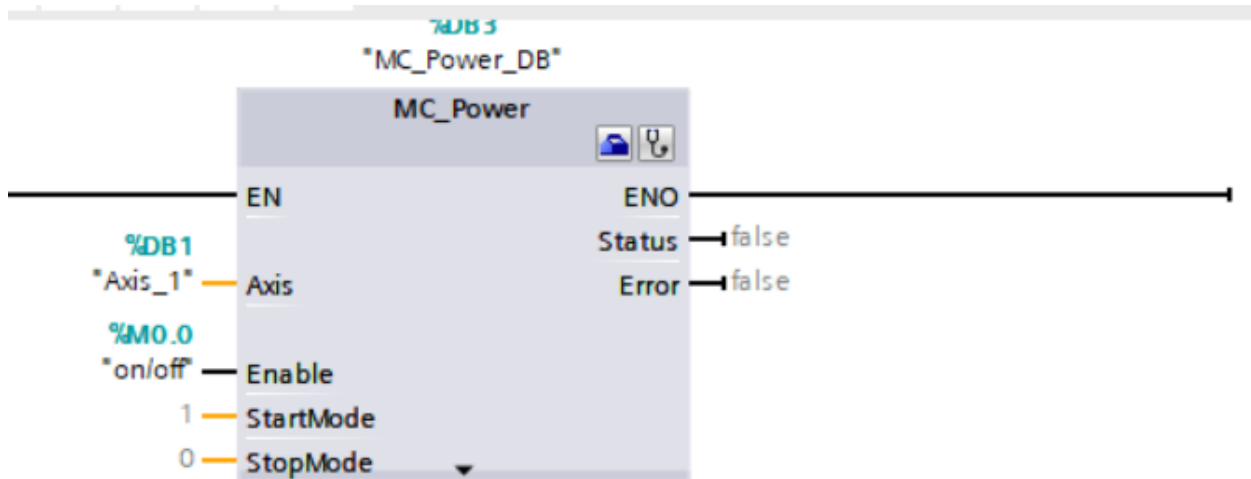 %DB3
"MC_Power_DB"
MC_Power
EN
ENO
%DB1
Status
false
"Axis_1"
Axis
Error
false
%M0.0
"on/off"
Enable
1
StartMode
0
StopMode